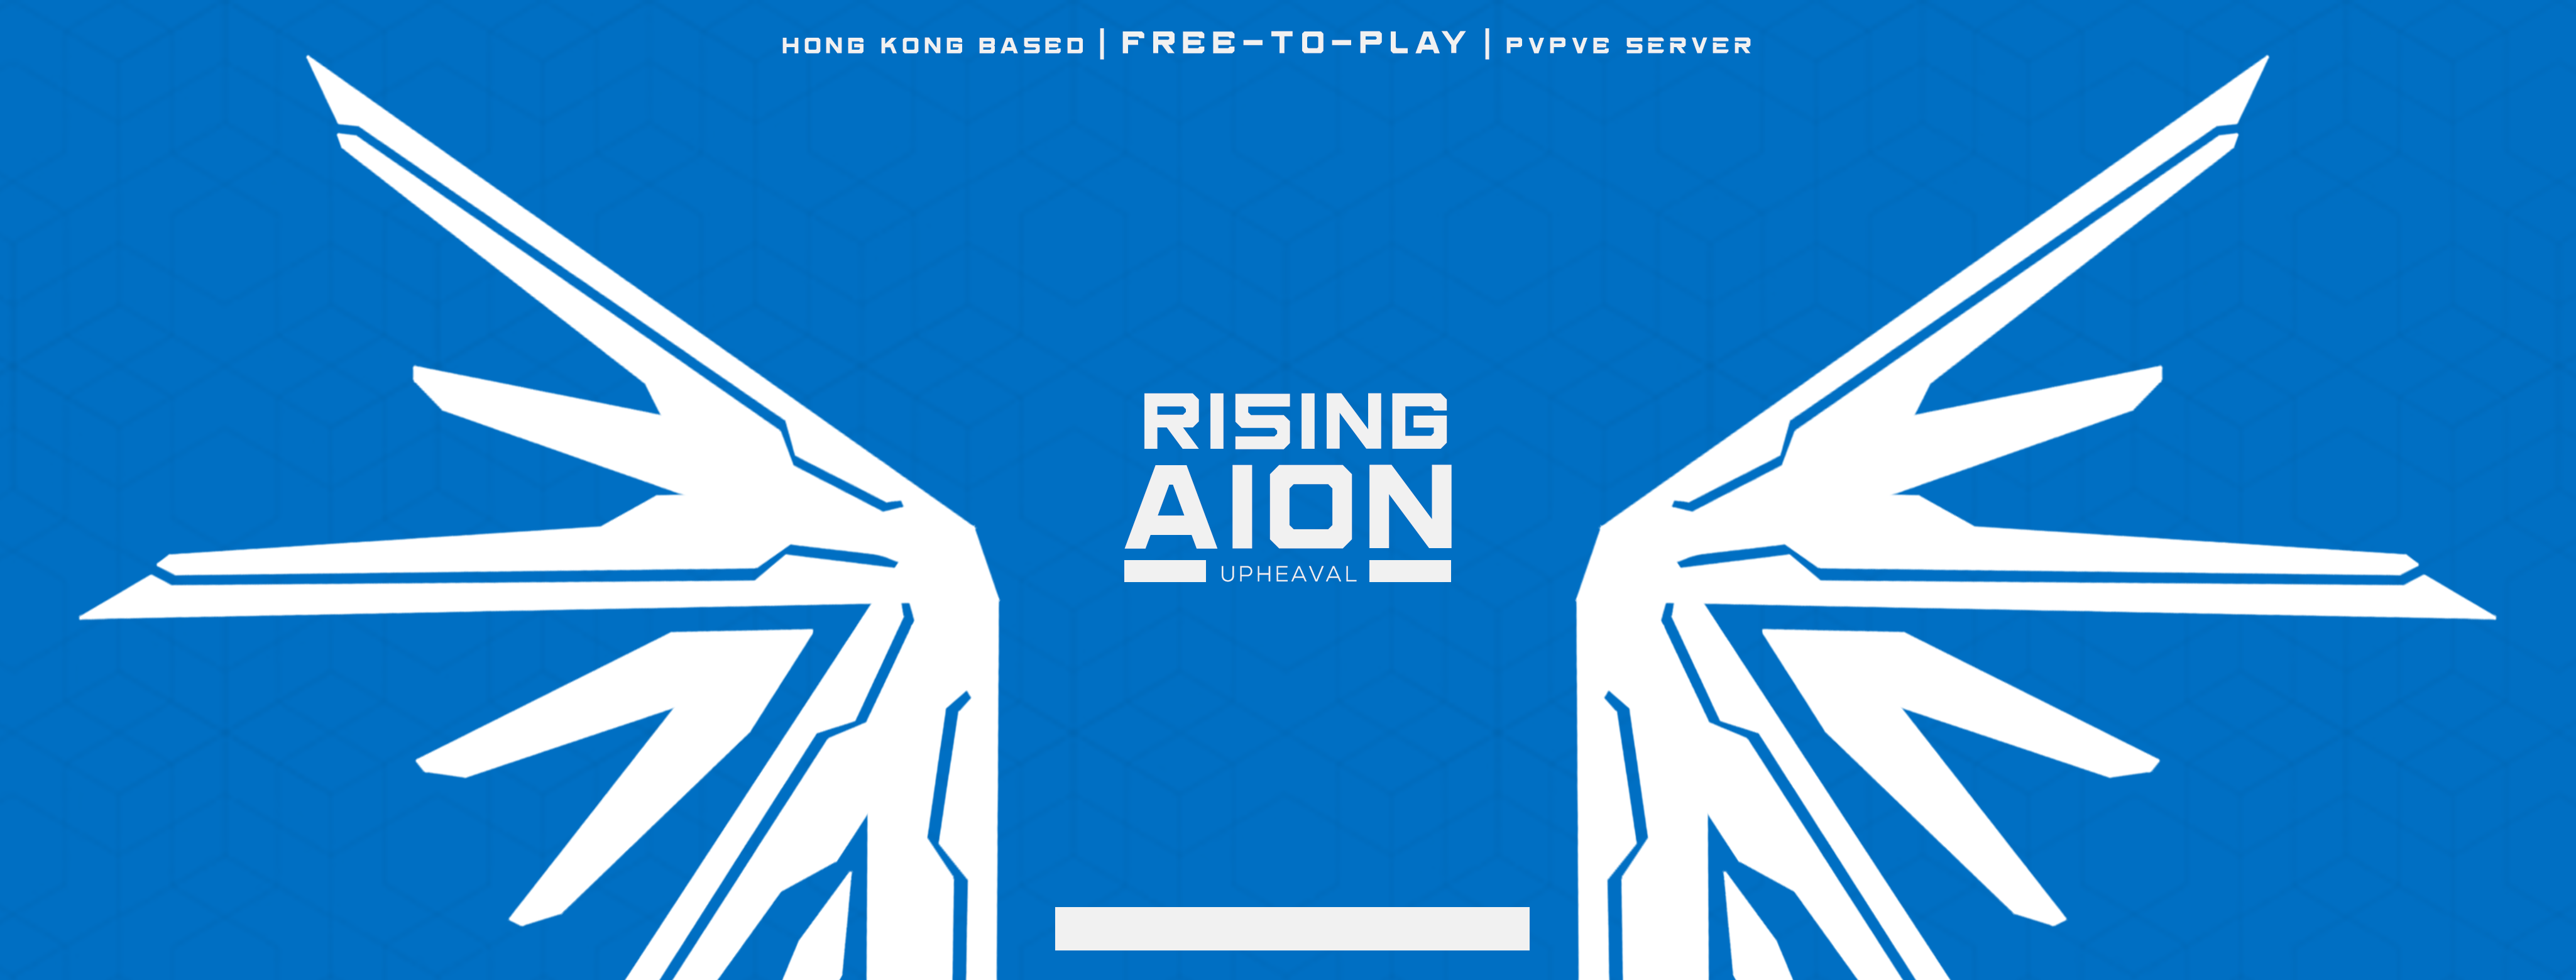 HONG KONG BASED | FREE-TO-PLAY | PVPVE SERVER
RISING
AION
UPHEAVAL